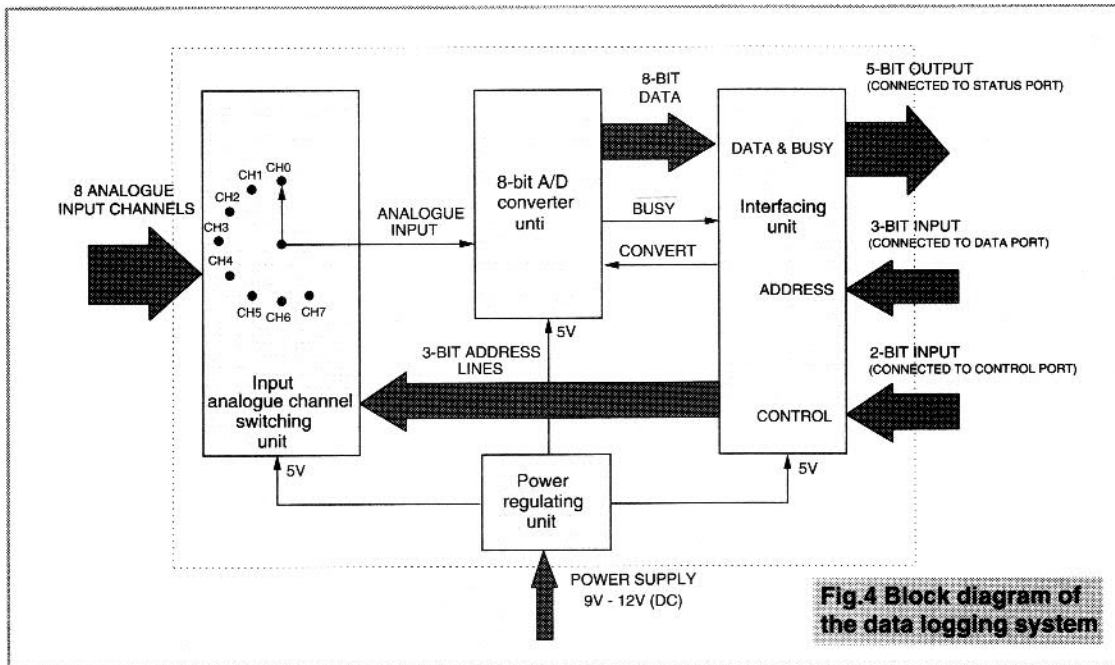 8 ANALOGUE
INPUT CHANNELS
CH0
CH1
CH2
CH3
CH4
CH5
CH6
CH7
Input
analogue channel
switching
unit
5V
ANALOGUE
INPUT
8-bit A/D
converter
unti
5V
8-BIT
DATA
BUSY
CONVERT
3-BIT ADDRESS
LINES
DATA & BUSY
Interfacing
unit
ADDRESS
CONTROL
5V
5-BIT OUTPUT
(CONNECTED TO STATUS PORT)
3-BIT INPUT
(CONNECTED TO DATA PORT)
2-BIT INPUT
(CONNECTED TO CONTROL PORT)
Power
regulating
unit
POWER SUPPLY
9V - 12V (DC)
Fig.4 Block diagram of
the data logging system